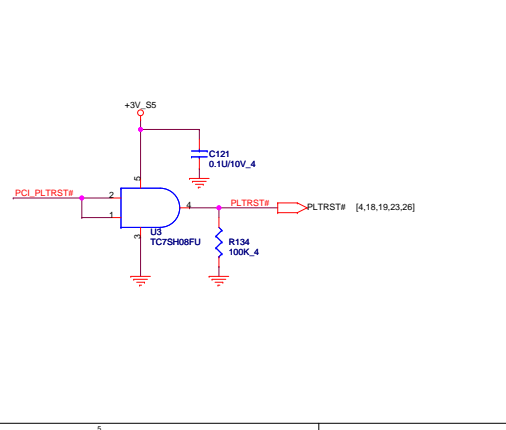 +3V_S5
C121
0.1U/10V_4
5
PCI_PLTRST#
2
1
4
PLTRST#
PLTRST# [4,18,19,23,26]
3
U3
TC7SH08FU
R134
100K_4
5